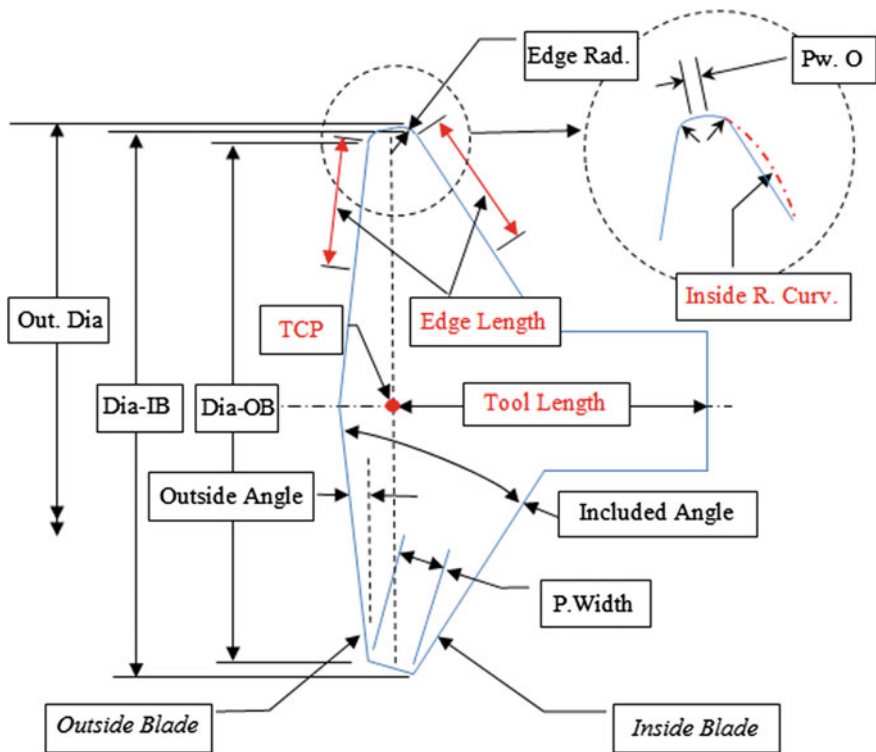 Edge Rad.
Pw. O
Out. Dia
TCP
Edge Length
Inside R. Curv.
Dia-IB
Dia-OB
Tool Length
Outside Angle
Included Angle
P.Width
Outside Blade
Inside Blade